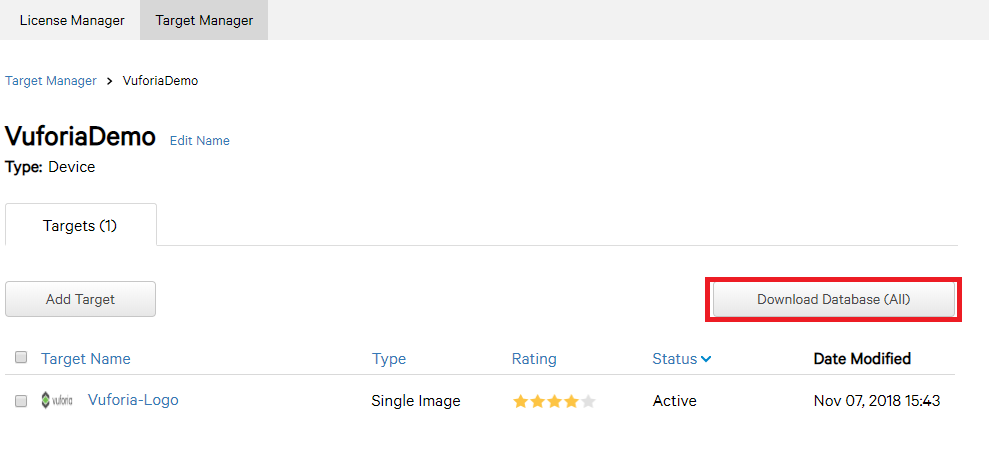 License Manager Target Manager
Target Manager > VuforiaDemo
VuforiaDemo Edit Name
Type: Device
Targets (1)
Add Target Download Database (All)
Target Name Type Rating Status Date Modified
vuforia Vuforia-Logo Single Image Active Nov 07, 2018 15:43